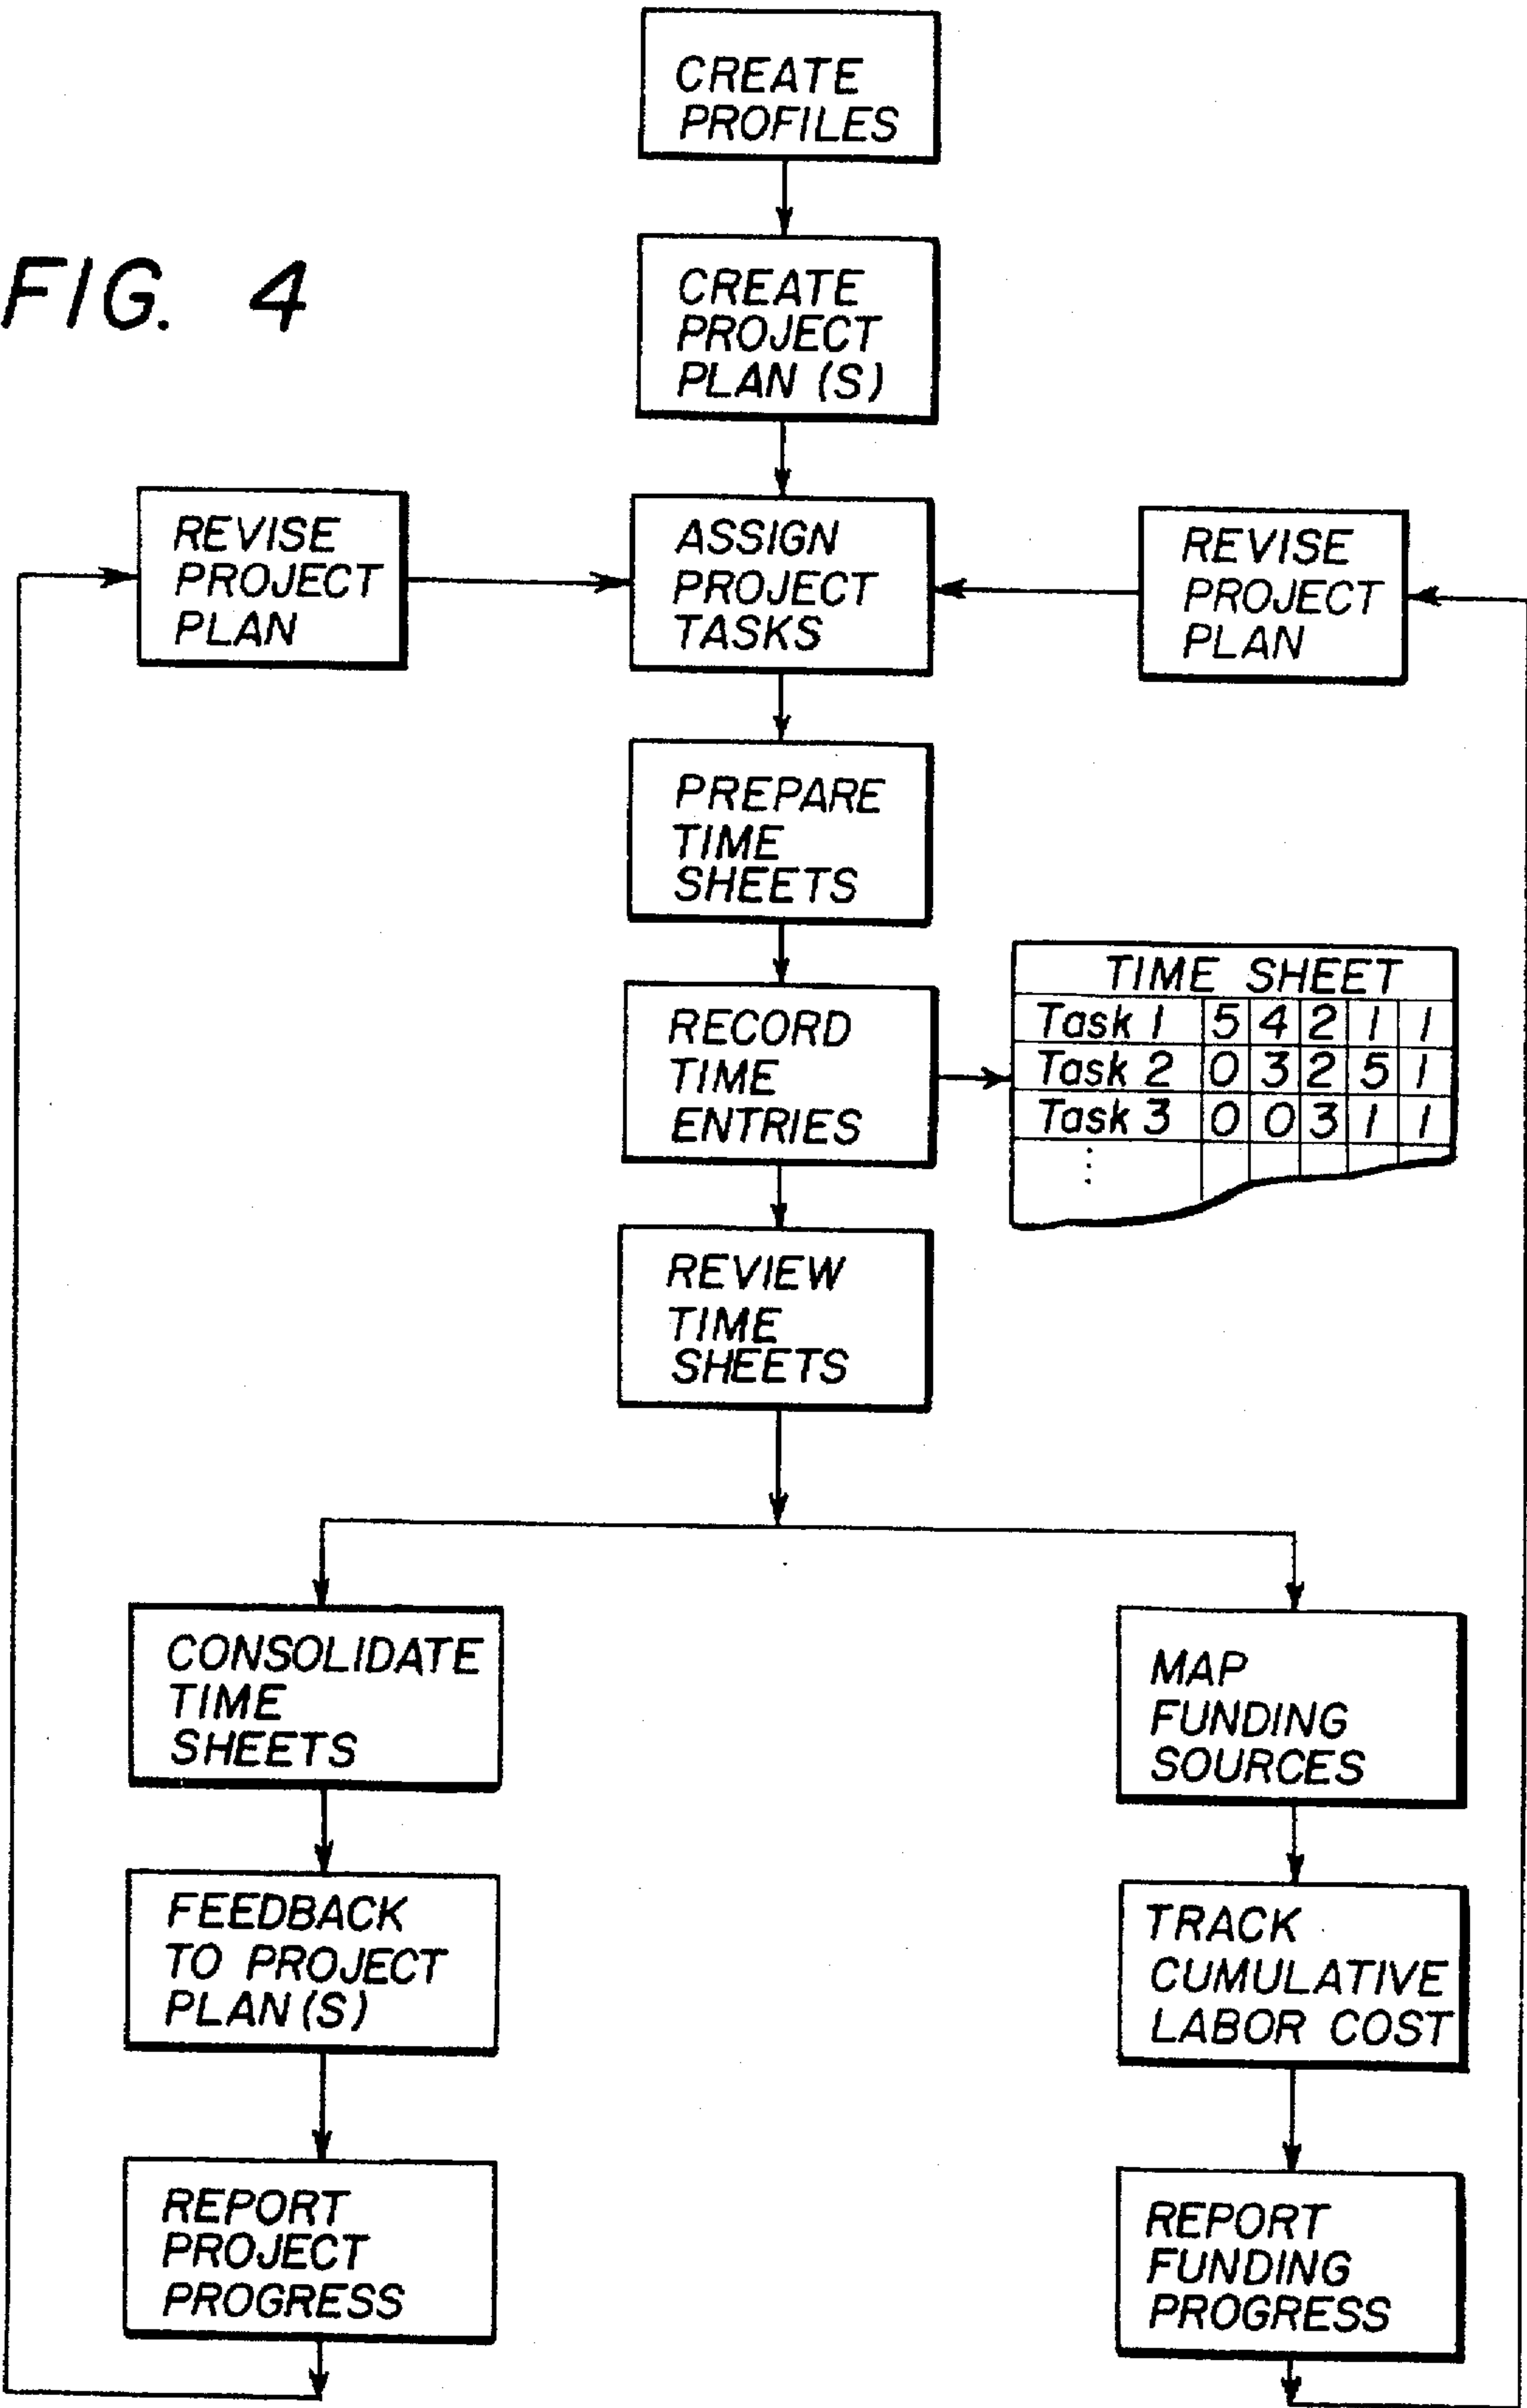 CREATE
PROFILES
FIG. 4
CREATE
PROJECT
PLAN (S)
REVISE
PROJECT
PLAN
ASSIGN
PROJECT
TASKS
REVISE
PROJECT
PLAN
PREPARE
TIME
SHEETS
RECORD
TIME
ENTRIES
TIME SHEET
Task 1 5 4 2 1 1
Task 2 0 3 2 5 1
Task 3 0 0 3 1 1
⋮
REVIEW
TIME
SHEETS
CONSOLIDATE
TIME
SHEETS
MAP
FUNDING
SOURCES
FEEDBACK
TO PROJECT
PLAN(S)
TRACK
CUMULATIVE
LABOR COST
REPORT
PROJECT
PROGRESS
REPORT
FUNDING
PROGRESS